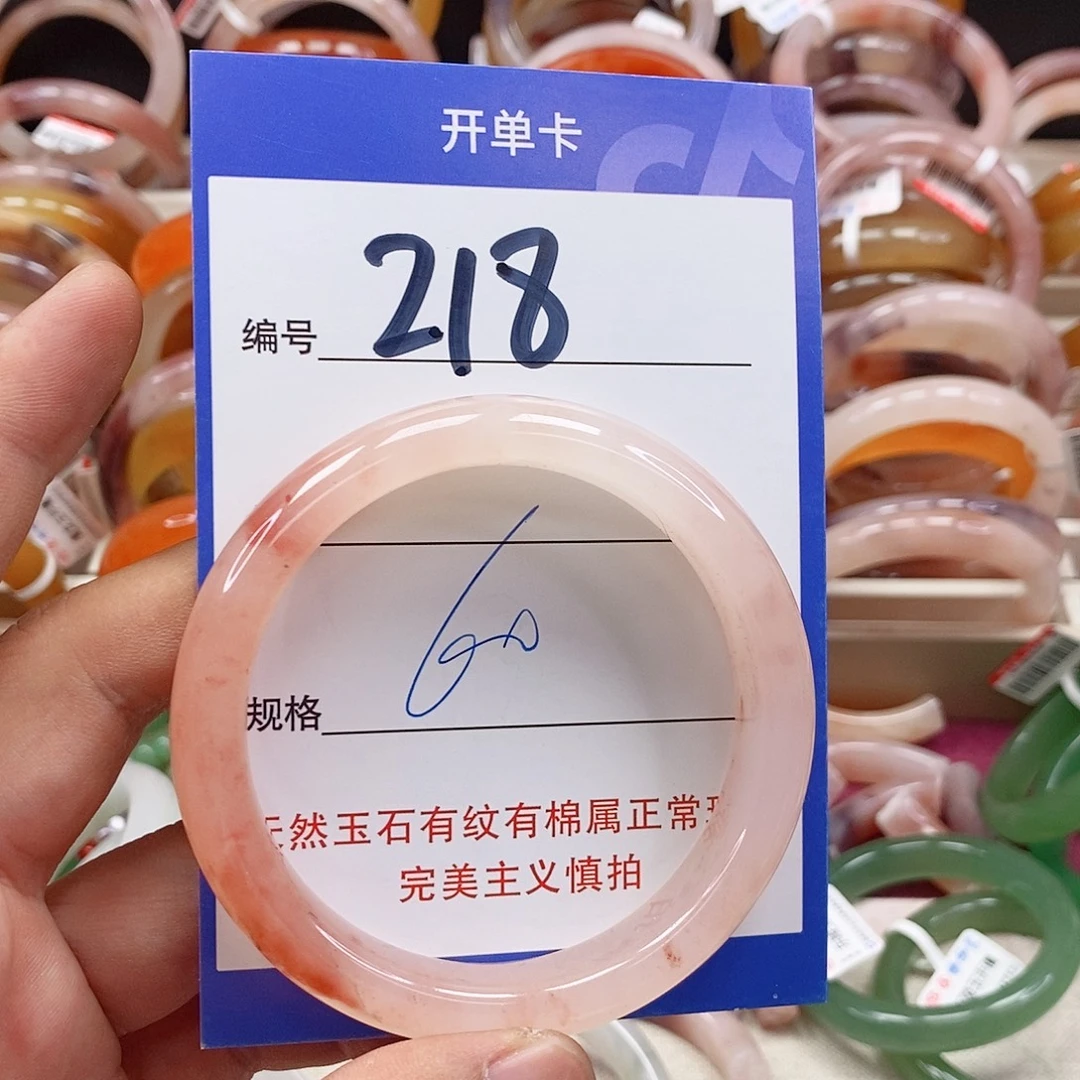 开单卡
编号 218
规格 60
然玉石有纹有棉属正常
完美主义慎拍